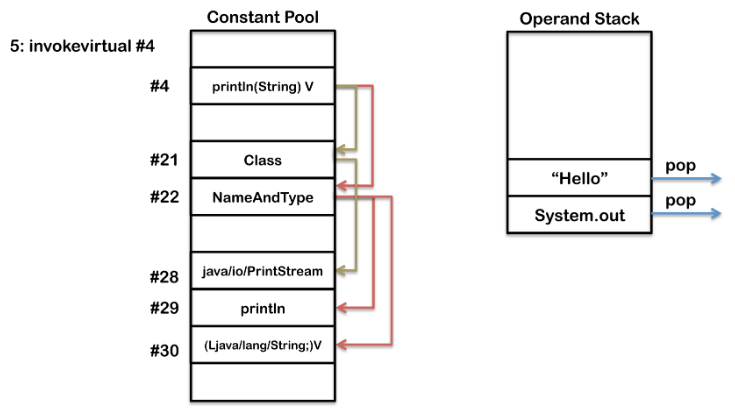 Constant Pool
Operand Stack
5: invokevirtual #4
#4
println(String) V
#21
Class
#22
NameAndType
#28
java/io/PrintStream
#29
println
#30
(Ljava/lang/String;)V
“Hello”
pop
System.out
pop